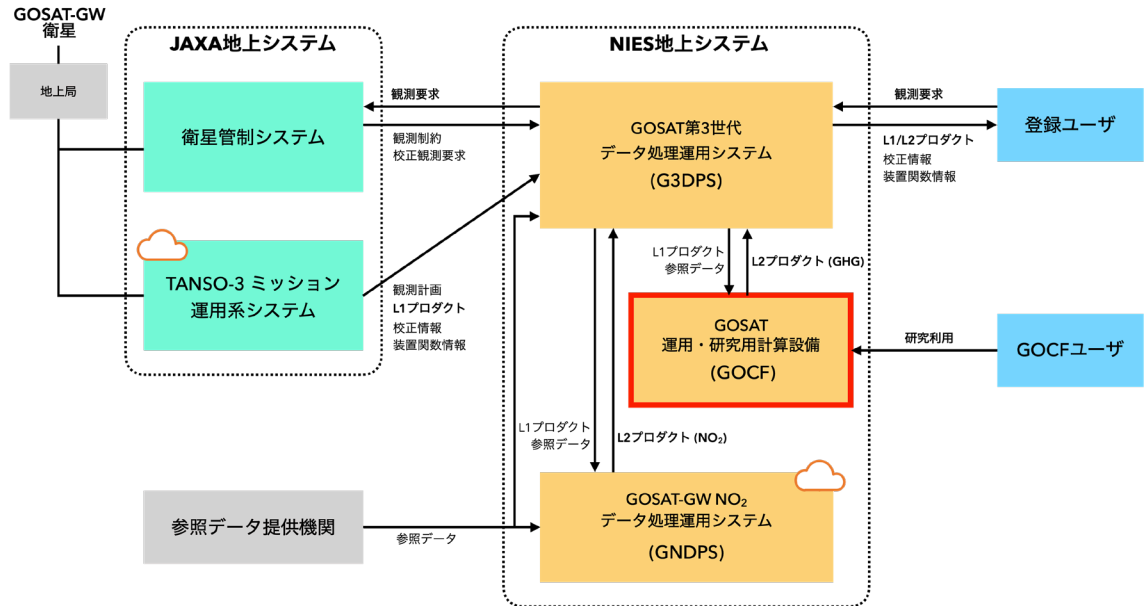 GOSAT-GW
衛星
地上局
JAXA地上システム
衛星管制システム
TANSO-3 ミッション
運用系システム
観測要求
観測制約
校正観測要求
観測計画
L1プロダクト
校正情報
装置関数情報
NIES地上システム
GOSAT第3世代
データ処理運用システム
(G3DPS)
観測要求
L1/L2プロダクト
校正情報
装置関数情報
登録ユーザ
L1プロダクト
参照データ
L2プロダクト (GHG)
GOSAT
運用・研究用計算設備
(GOCF)
研究利用
GOCFユーザ
L1プロダクト
参照データ
L2プロダクト (NO₂)
GOSAT-GW NO₂
データ処理運用システム
(GNDPS)
参照データ提供機関
参照データ